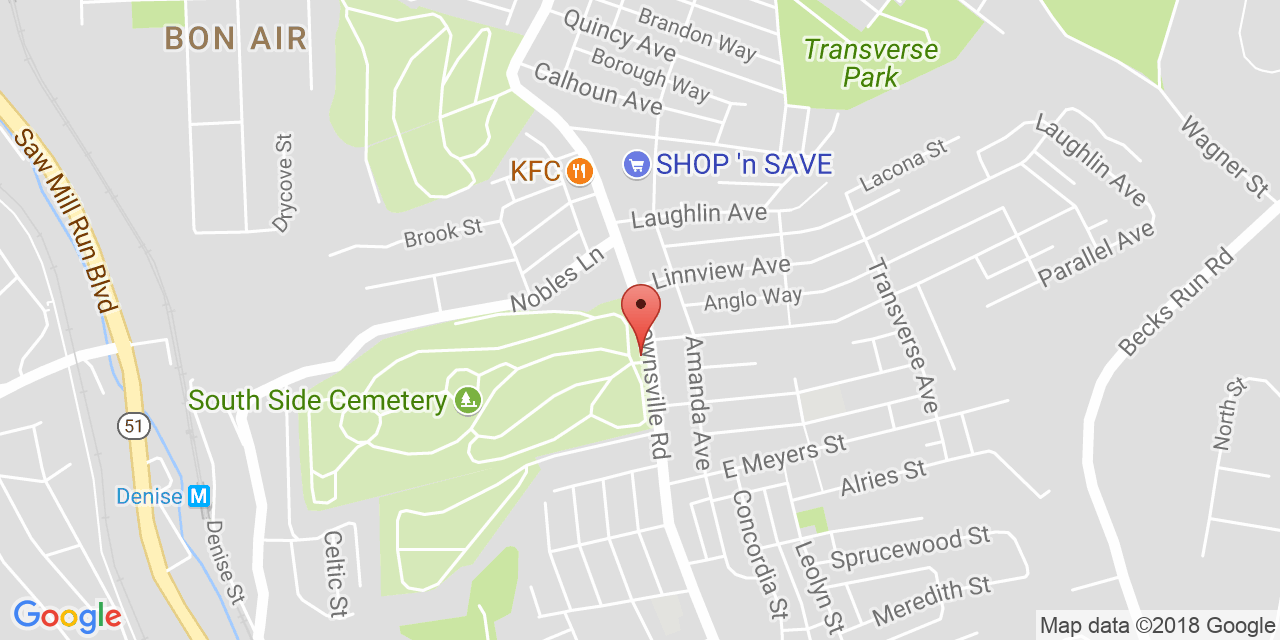 BON AIR
Quincy Ave
Brandon Way
Borough Way
Calhoun Ave
Transverse
Park
Saw Mill Run Blvd
Drycove St
KFC
SHOP 'n SAVE
Lacona St
Laughlin Ave
Wagner St
Brook St
Laughlin Ave
Nobles Ln
Linnview Ave
Anglo Way
Transverse Ave
Parallel Ave
Becks Run Rd
ownsville Rd
Amanda Ave
South Side Cemetery
51
North St
E Meyers St
Alries St
Denise M
Denise St
Celtic St
Concordia St
Leolyn St
Sprucewood St
Meredith St
Google
Map data ©2018 Google